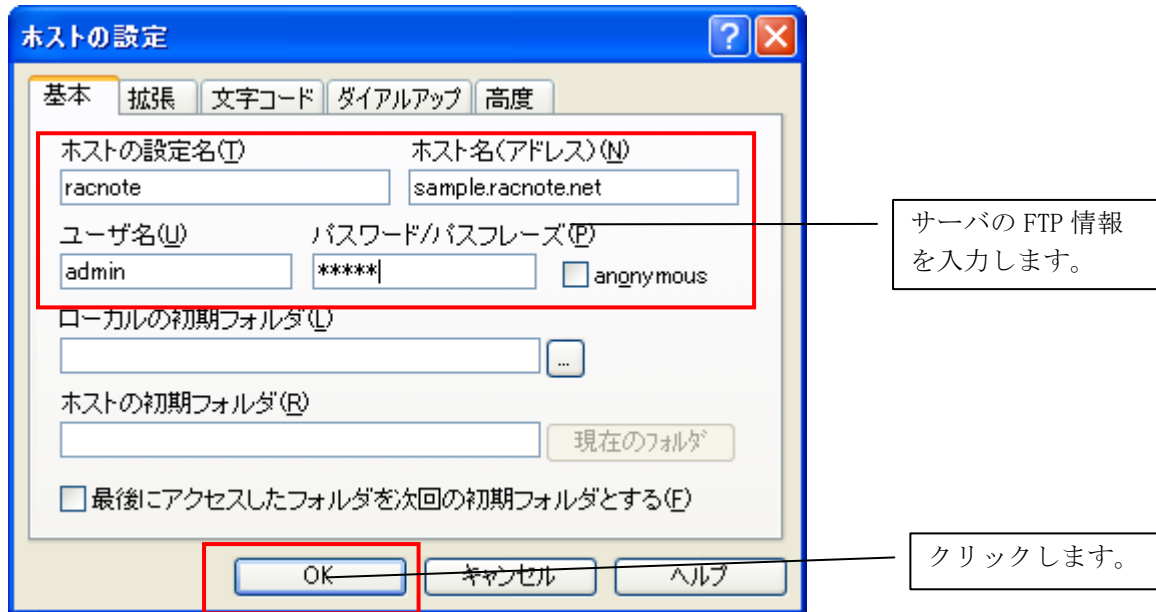 ホストの設定
基本 拡張 文字コード ダイアルアップ 高度
ホストの設定名(T) ホスト名(アドレス)(N)
racnote sample.racnote.net
ユーザ名(U) パスワード/パスフレーズ(P)
admin ***** anonymous
サーバの FTP 情報
を入力します。
ローカルの初期フォルダ(L)
...
ホストの初期フォルダ(R)
現在のフォルダ
最後にアクセスしたフォルダを次回の初期フォルダとする(F)
OK キャンセル ヘルプ
クリックします。